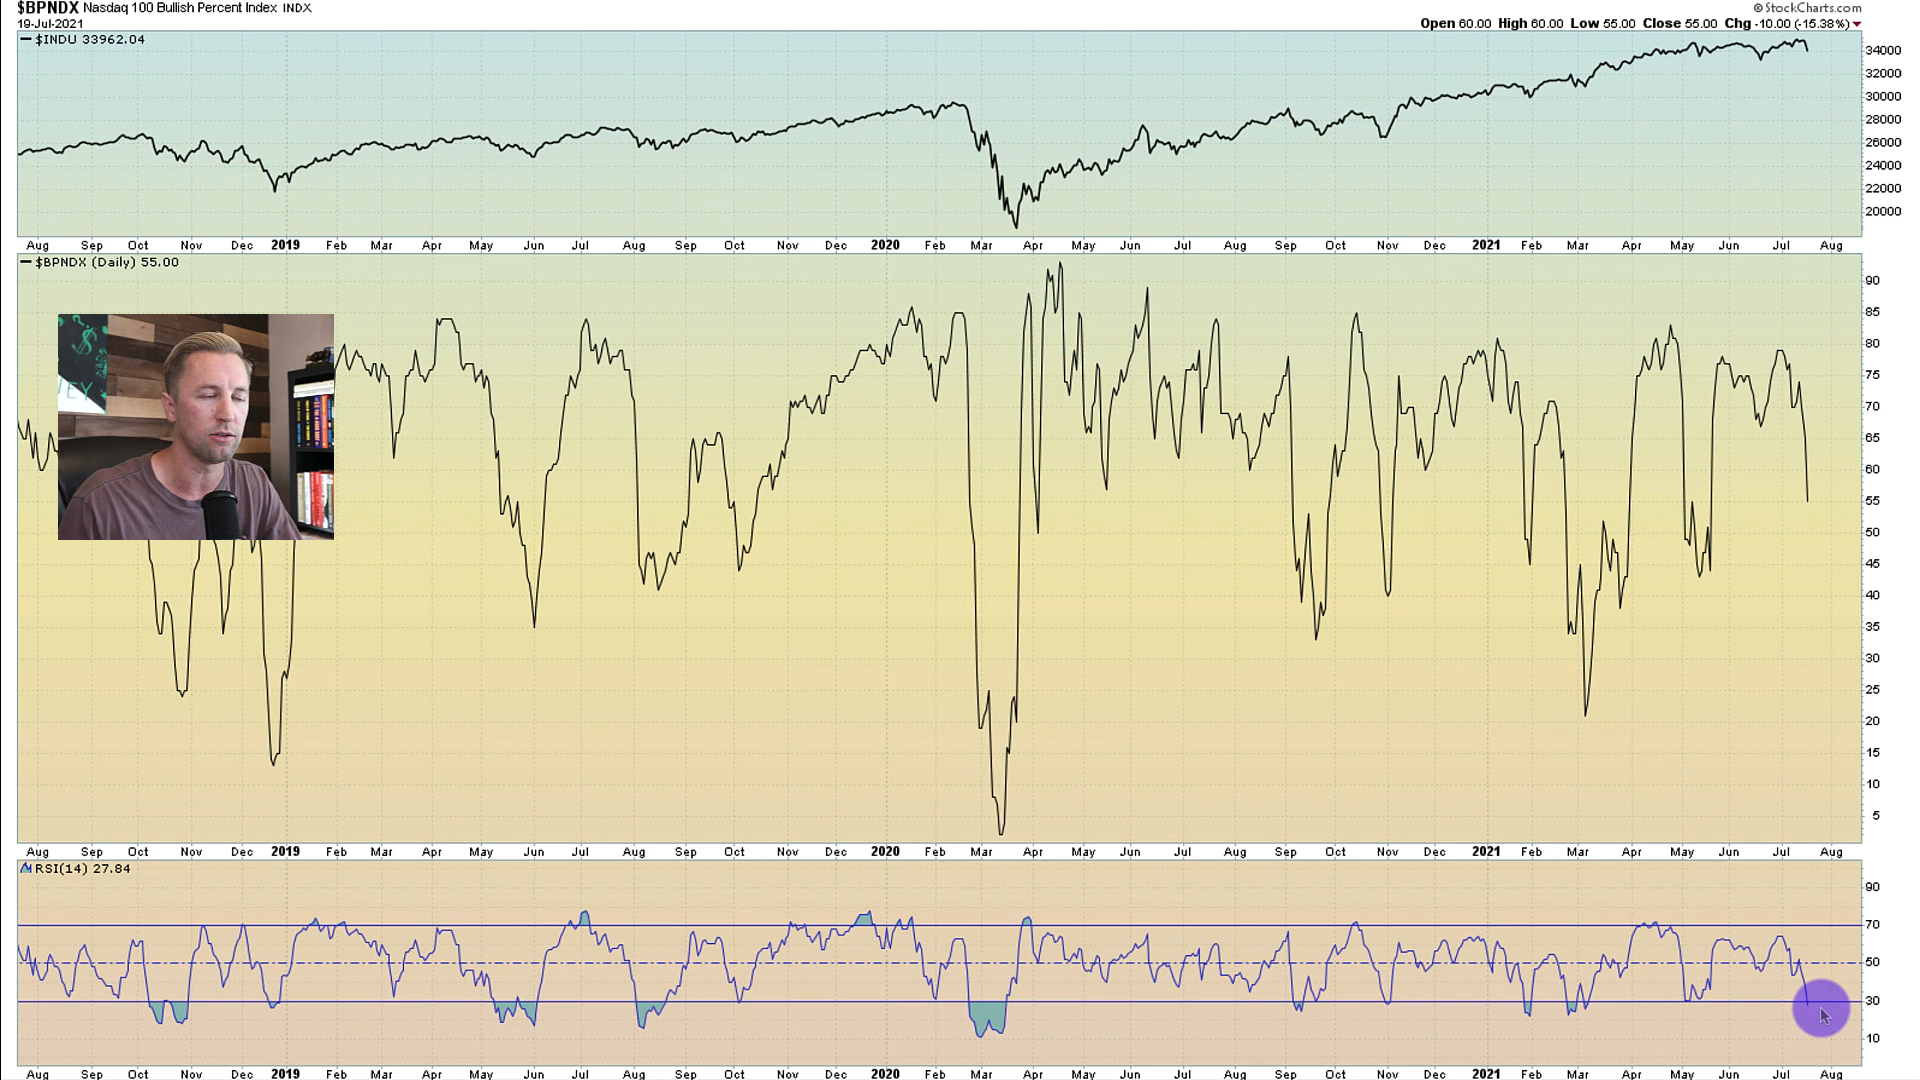 $BPNDX Nasdaq 100 Bullish Percent Index INDX
© StockCharts.com
19-Jul-2021
Open 60.00 High 60.00 Low 55.00 Close 55.00 Chg -10.00 (-15.38%)
$INDU 33962.04
34000
32000
30000
28000
26000
24000
22000
20000
Aug Sep Oct Nov Dec 2019 Feb Mar Apr May Jun Jul Aug Sep Oct Nov Dec 2020 Feb Mar Apr May Jun Jul Aug Sep Oct Nov Dec 2021 Feb Mar Apr May Jun Jul Aug
$BPNDX (Daily) 55.00
90
85
80
75
70
65
60
55
50
45
40
35
30
25
20
15
10
5
$
EY
Aug Sep Oct Nov Dec 2019 Feb Mar Apr May Jun Jul Aug Sep Oct Nov Dec 2020 Feb Mar Apr May Jun Jul Aug Sep Oct Nov Dec 2021 Feb Mar Apr May Jun Jul Aug
RSI(14) 27.84
90
70
50
30
10
Aug Sep Oct Nov Dec 2019 Feb Mar Apr May Jun Jul Aug Sep Oct Nov Dec 2020 Feb Mar Apr May Jun Jul Aug Sep Oct Nov Dec 2021 Feb Mar Apr May Jun Jul Aug